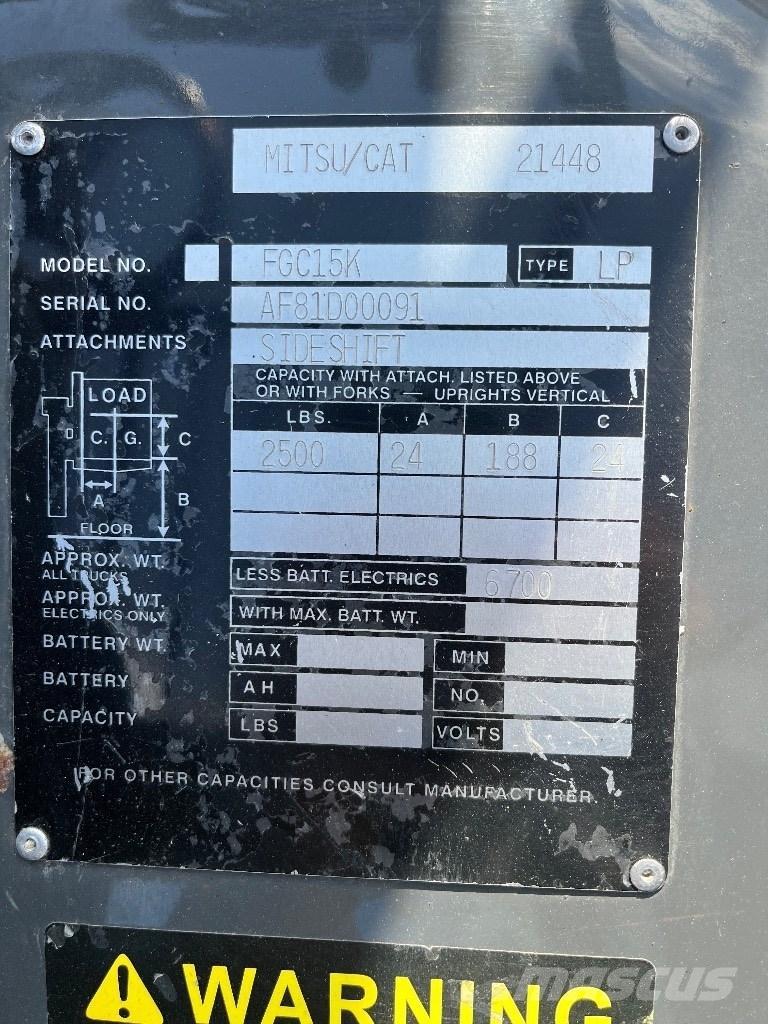 MITSU/CAT 21448
MODEL NO. FGC15K TYPE LP
SERIAL NO. AF81D00091
ATTACHMENTS SIDESHIFT
CAPACITY WITH ATTACH. LISTED ABOVE
OR WITH FORKS — UPRIGHTS VERTICAL
LBS. A B C
2500 24 188 24
LOAD
C. G. C
A B
FLOOR
APPROX. WT.
ALL TRUCKS
LESS BATT. ELECTRICS 6700
APPROX. WT.
ELECTRICS ONLY
WITH MAX. BATT. WT.
BATTERY WT. MAX MIN
BATTERY AH NO.
CAPACITY LBS VOLTS
FOR OTHER CAPACITIES CONSULT MANUFACTURER.
WARNING
mascus